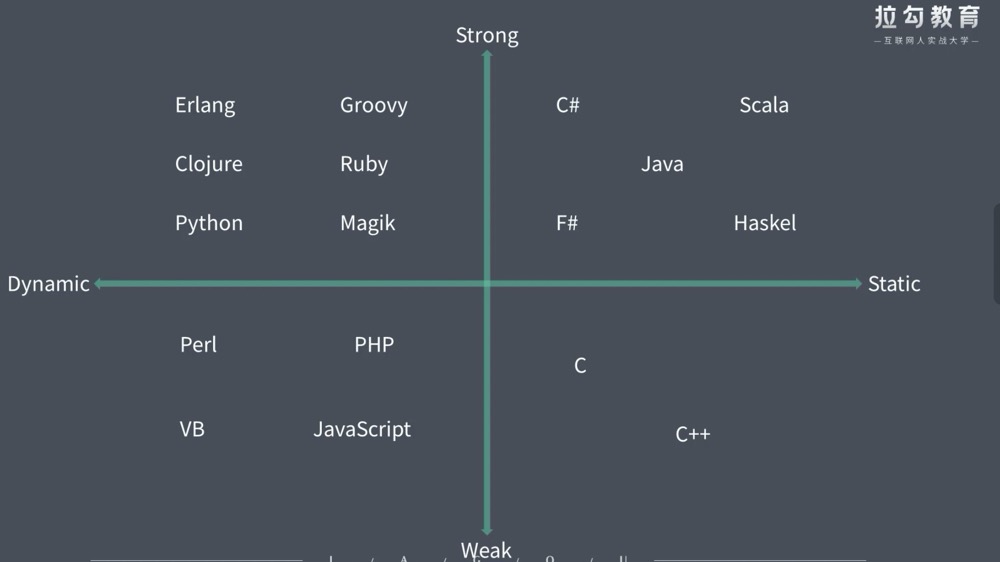 拉勾教育
—互联网人实战大学—
Strong
Erlang Groovy C# Scala
Clojure Ruby Java
Python Magik F# Haskel
Dynamic Static
Perl PHP
C
VB JavaScript
C++
Weak